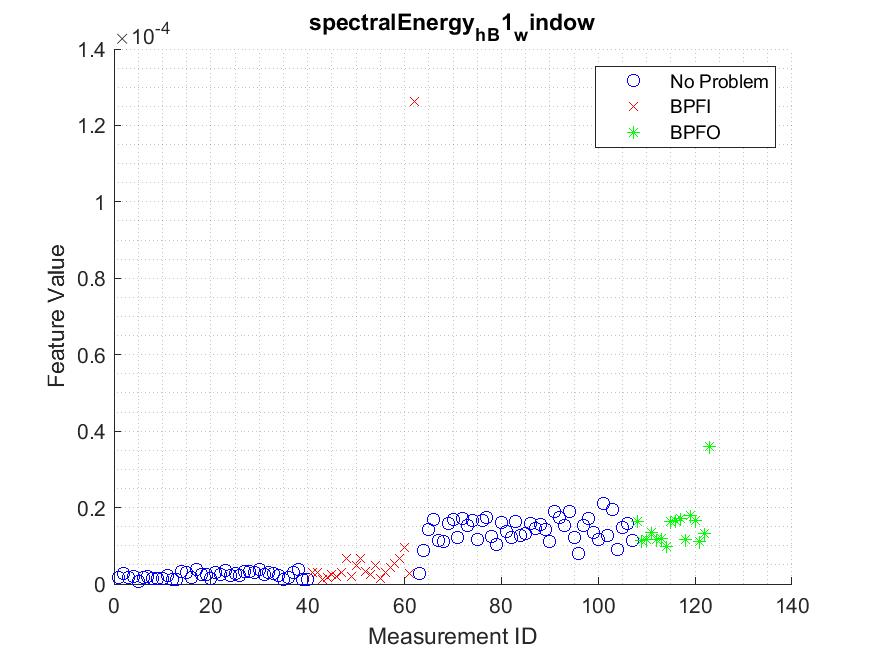 spectralEnergy_hB1_window
×10^-4
1.4
1.2
1
0.8
0.6
0.4
0.2
0
Feature Value
No Problem
BPFI
BPFO
0 20 40 60 80 100 120 140
Measurement ID